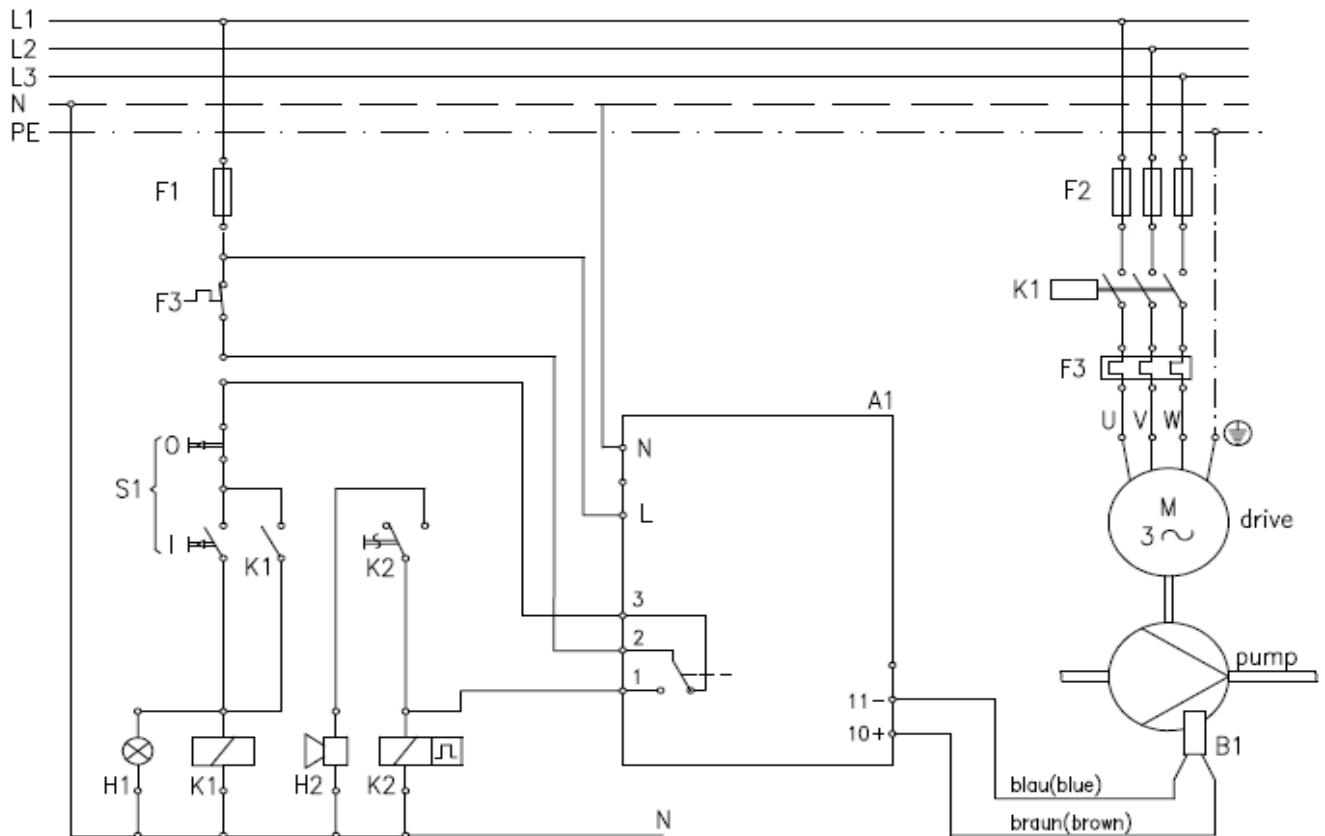 L1
L2
L3
N
PE
F1
F2
F3
K1
F3
A1
U V W
O
N
S1
L
M
3
drive
I
K1
K2
3
2
pump
1
11-
10+
B1
H1
K1
H2
K2
blau(blue)
N
braun(brown)